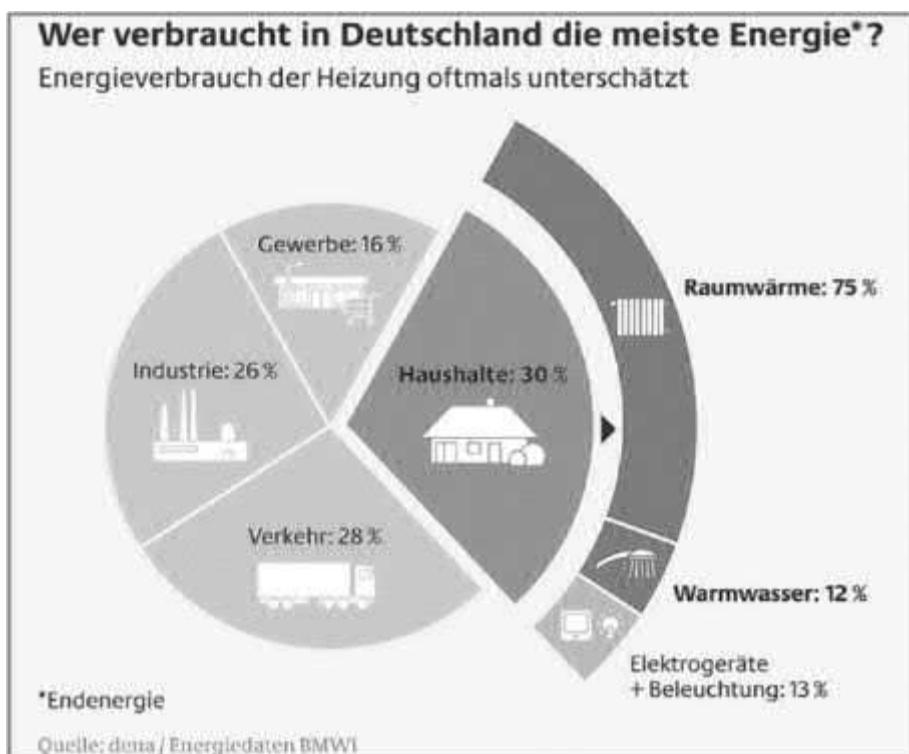 Wer verbraucht in Deutschland die meiste Energie*?
Energieverbrauch der Heizung oftmals unterschätzt
Gewerbe: 16 %
Raumwärme: 75 %
Industrie: 26 %
Haushalte: 30 %
Verkehr: 28 %
Warmwasser: 12 %
Elektrogeräte
+ Beleuchtung: 13 %
*Endenergie
Quelle: dena / Energiedaten BMWi